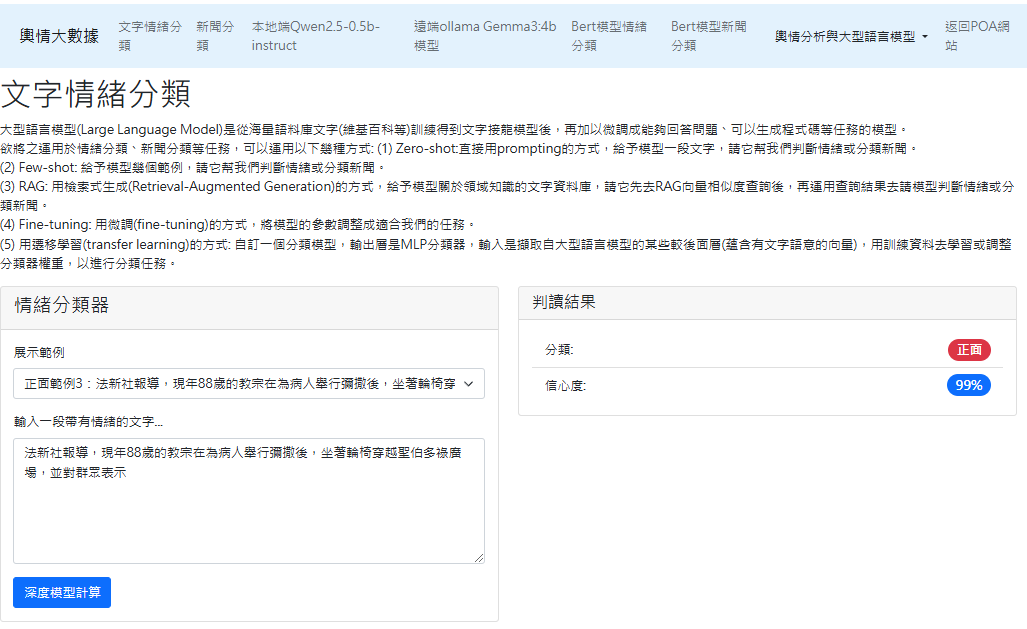 輿情大數據
文字情緒分
類
新聞分
類
本地端Qwen2.5-0.5b-
instruct
遠端ollama Gemma3:4b
模型
Bert模型情緒
分類
Bert模型新聞
分類
輿情分析與大型語言模型
返回POA網
站
文字情緒分類
大型語言模型(Large Language Model)是從海量語料庫文字(維基百科等)訓練得到文字接龍模型後，再加以微調成能夠回答問題、可以生成程式碼等任務的模型。
欲將之運用於情緒分類、新聞分類等任務，可以運用以下幾種方式: (1) Zero-shot:直接用prompting的方式，給予模型一段文字，請它幫我們判斷情緒或分類新聞。
(2) Few-shot: 給予模型幾個範例，請它幫我們判斷情緒或分類新聞。
(3) RAG: 用檢索式生成(Retrieval-Augmented Generation)的方式，給予模型關於領域知識的文字資料庫，請它先去RAG向量相似度查詢後，再運用查詢結果去請模型判斷情緒或分
類新聞。
(4) Fine-tuning: 用微調(fine-tuning)的方式，將模型的參數調整成適合我們的任務。
(5) 用遷移學習(transfer learning)的方式: 自訂一個分類模型，輸出層是MLP分類器，輸入是擷取自大型語言模型的某些較後面層(蘊含有文字語意的向量)，用訓練資料去學習或調整
分類器權重，以進行分類任務。
情緒分類器
展示範例
正面範例3：法新社報導，現年88歲的教宗在為病人舉行彌撒後，坐著輪椅穿
輸入一段帶有情緒的文字...
法新社報導，現年88歲的教宗在為病人舉行彌撒後，坐著輪椅穿越聖伯多祿廣
場，並對群眾表示
深度模型計算
判讀結果
分類:
正面
信心度:
99%